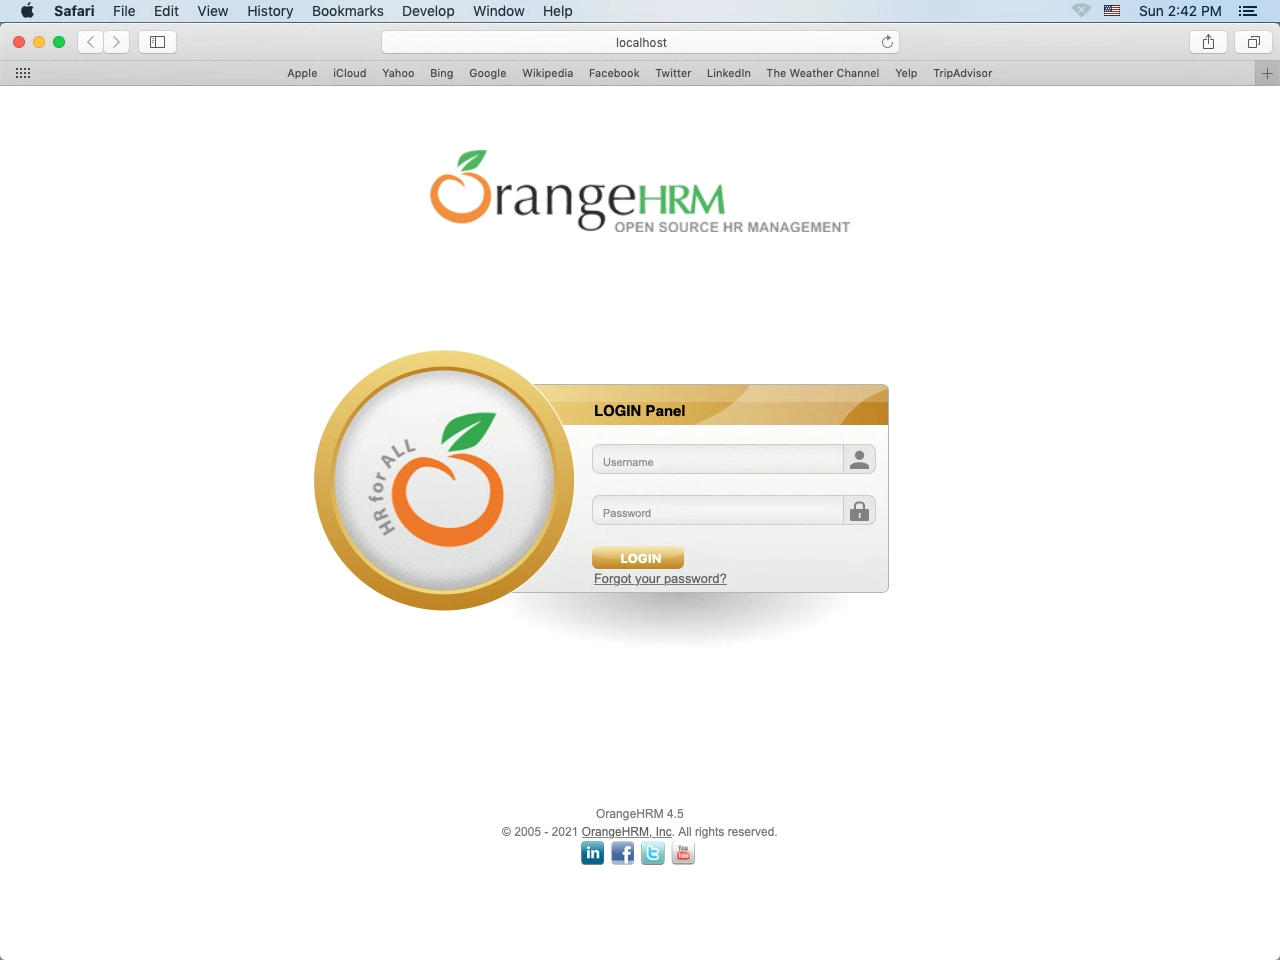 Safari File Edit View History Bookmarks Develop Window Help Sun 2:42 PM
localhost
Apple iCloud Yahoo Bing Google Wikipedia Facebook Twitter LinkedIn The Weather Channel Yelp TripAdvisor
OrangeHRM
OPEN SOURCE HR MANAGEMENT
HR for ALL
LOGIN Panel
Username
Password
LOGIN
Forgot your password?
OrangeHRM 4.5
© 2005 - 2021 OrangeHRM, Inc. All rights reserved.
in f t You Tube